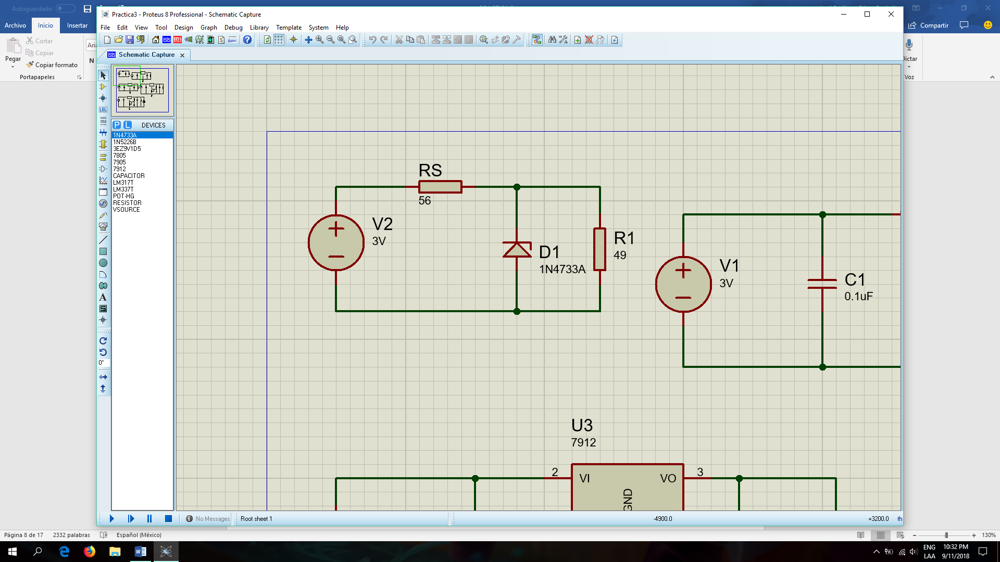 Autoguardado
Practica3 - Proteus 8 Professional - Schematic Capture
Archivo Inicio Insertar
File Edit View Tool Design Graph Debug Library Template System Help
Compartir
Cortar
Copiar
Copiar formato
Pegar
Portapapeles
Ari
N
Schematic Capture
Dictar
Voz
LBL
P L DEVICES
1N4733A
1N5226B
3EZ9V1D5
7805
7905
7912
CAPACITOR
LM317T
LM337T
POT-HG
RESISTOR
VSOURCE
A
S
0°
RS
56
V2
3V
D1
1N4733A
R1
49
V1
3V
C1
0.1uF
U3
7912
2 VI VO 3
GND
No Messages Root sheet 1 -4900.0 +3200.0 th
Página 8 de 17 2332 palabras Español (México) 130%
ENG
LAA
10:32 PM
9/11/2018